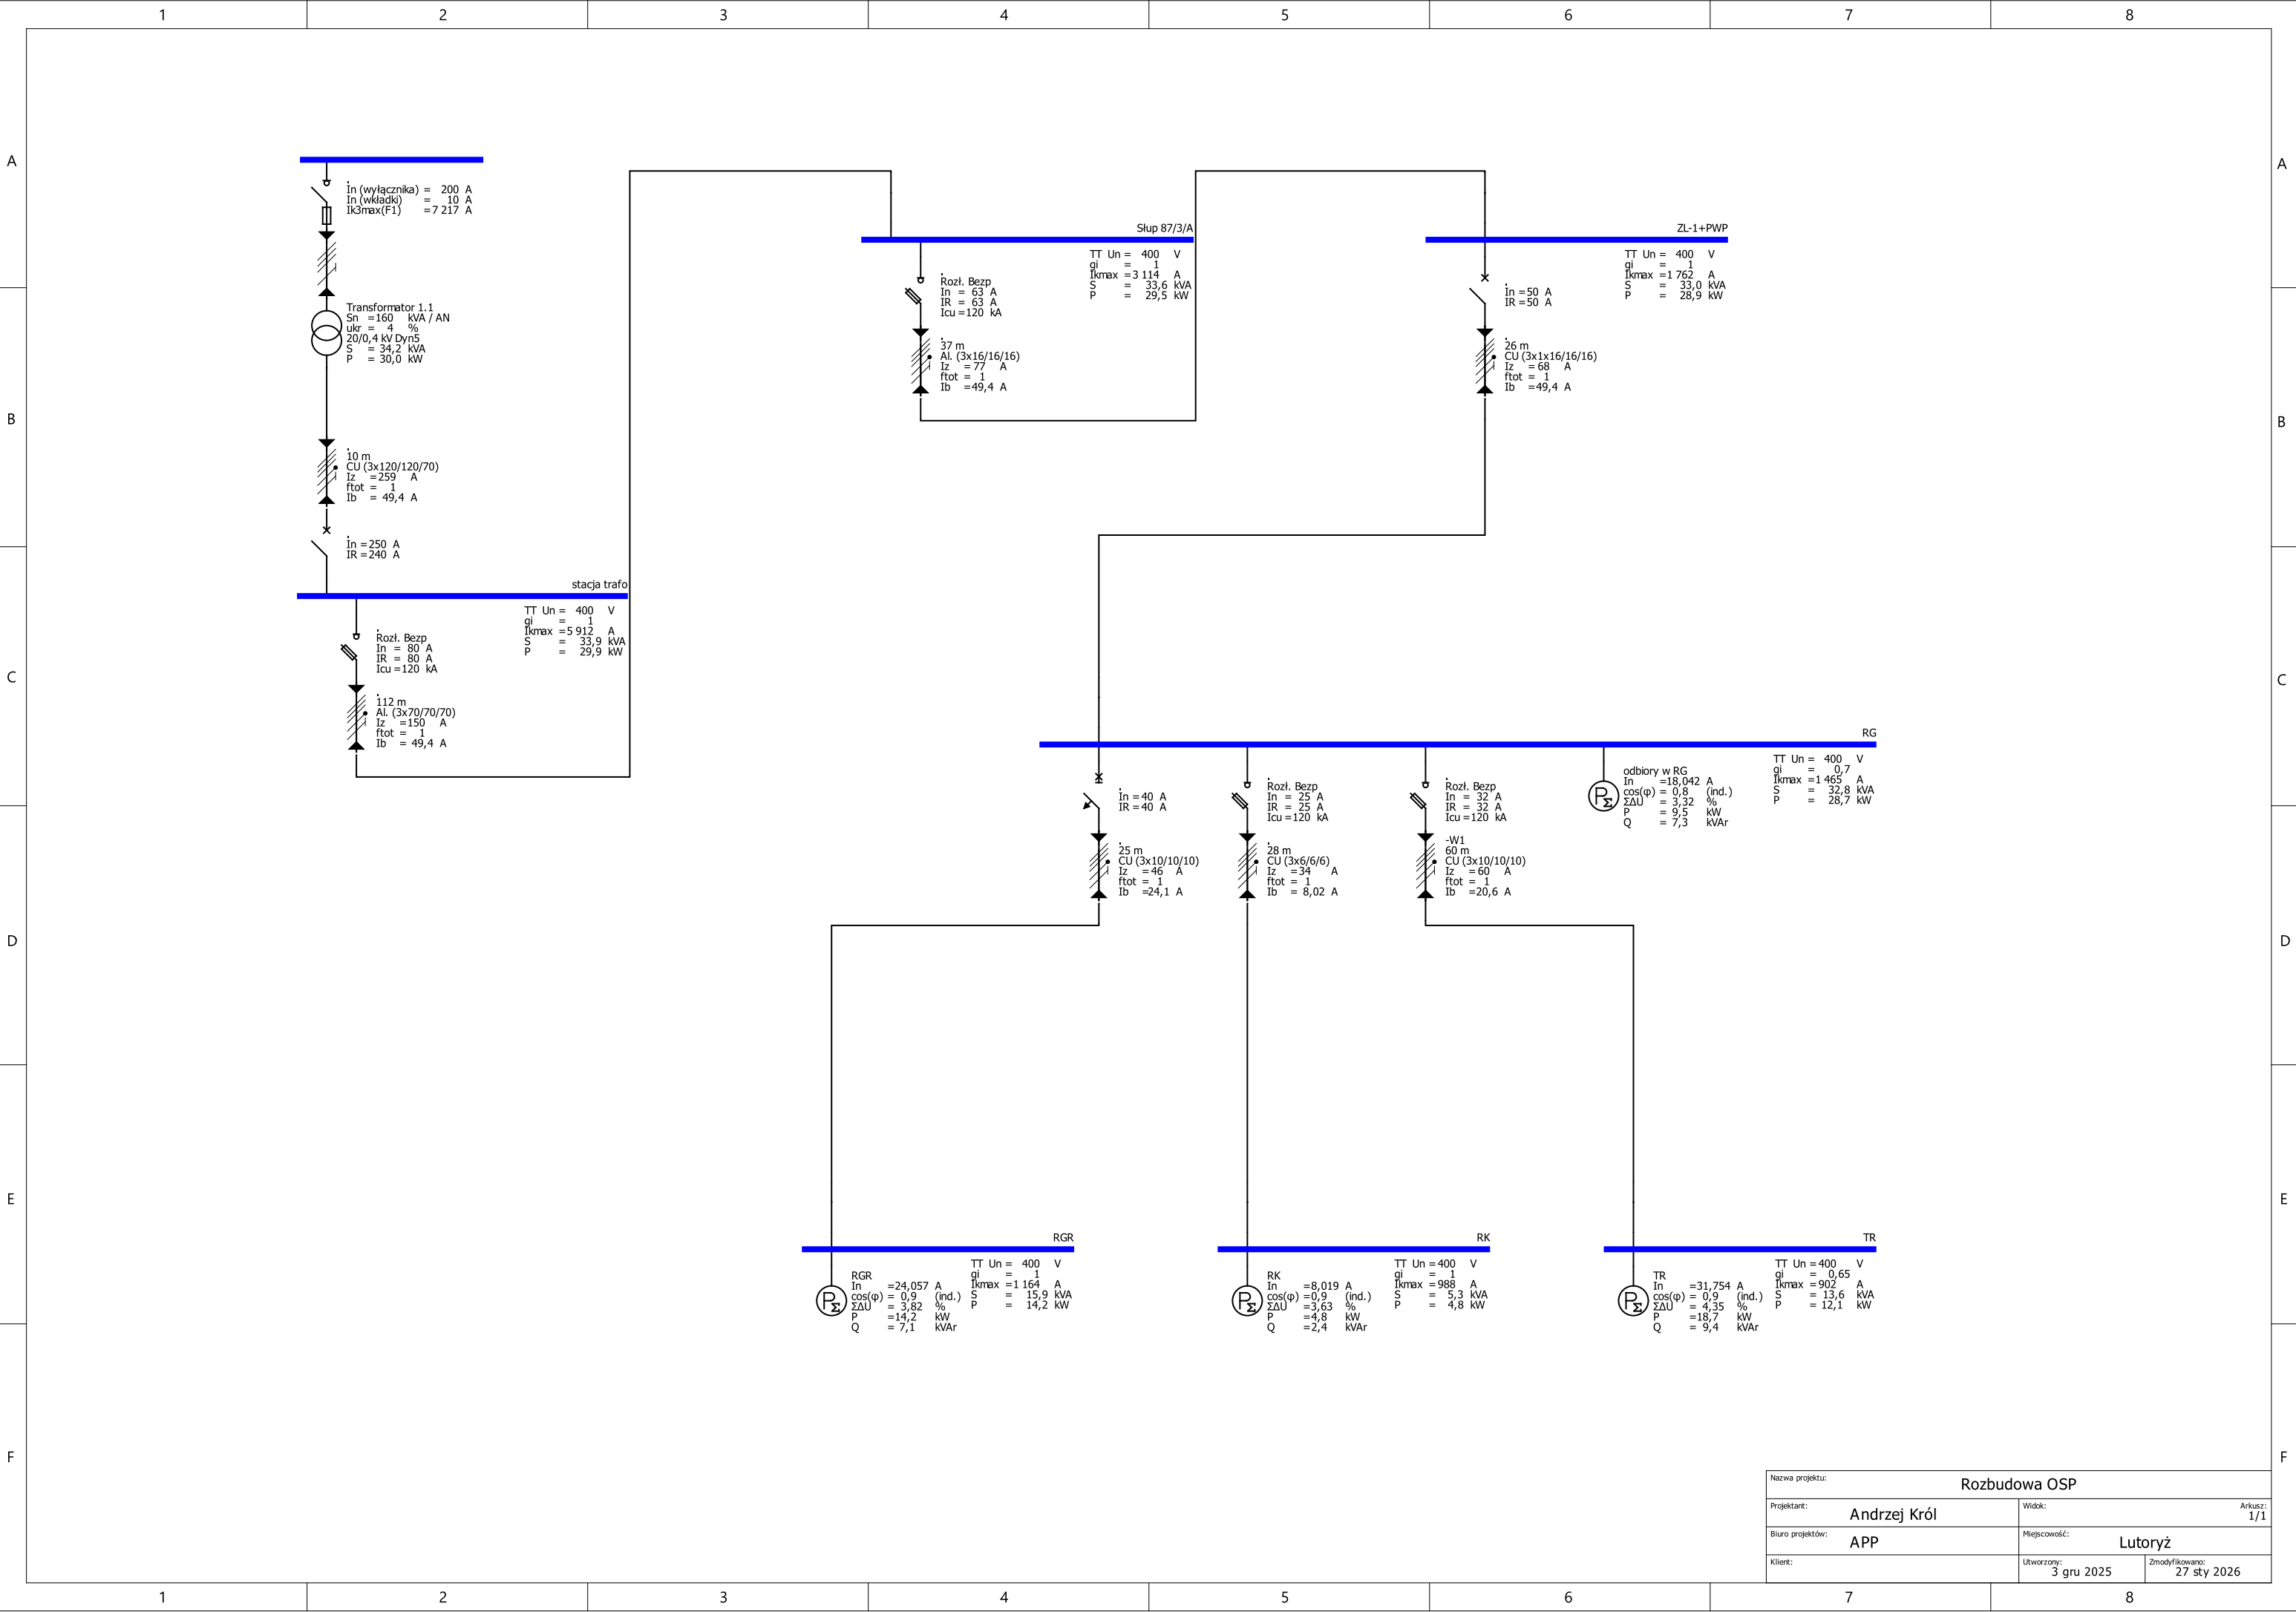 1 2 3 4 5 6 7 8
A
A
B
B
C
C
D
D
E
E
F
F
In (wyłącznika) = 200 A
In (wkładki) = 10 A
Ik3max(F1) =7 217 A
Transformator 1.1
Sn =160 kVA / AN
ukr = 4 %
20/0,4 kV Dyn5
S = 34,2 kVA
P = 30,0 kW
10 m
CU (3x120/120/70)
Iz =259 A
ftot = 1
Ib = 49,4 A
In =250 A
IR =240 A
stacja trafo
TT Un = 400 V
gi = 1
Ikmax =5 912 A
S = 33,9 kVA
P = 29,9 kW
Rozł. Bezp
In = 80 A
IR = 80 A
Icu =120 kA
112 m
Al. (3x70/70/70)
Iz =150 A
ftot = 1
Ib = 49,4 A
Słup 87/3/A
TT Un = 400 V
gi = 1
Ikmax =3 114 A
S = 33,6 kVA
P = 29,5 kW
Rozł. Bezp
In = 63 A
IR = 63 A
Icu =120 kA
37 m
Al. (3x16/16/16)
Iz = 77 A
ftot = 1
Ib =49,4 A
ZL-1+PWP
TT Un = 400 V
gi = 1
Ikmax =1 762 A
S = 33,0 kVA
P = 28,9 kW
In =50 A
IR =50 A
26 m
CU (3x1x16/16/16)
Iz =68 A
ftot = 1
Ib =49,4 A
RG
TT Un = 400 V
gi = 0,7
Ikmax =1 465 A
S = 32,8 kVA
P = 28,7 kW
In =40 A
IR =40 A
25 m
CU (3x10/10/10)
Iz = 46 A
ftot = 1
Ib =24,1 A
Rozł. Bezp
In = 25 A
IR = 25 A
Icu =120 kA
28 m
CU (3x6/6/6)
Iz =34 A
ftot = 1
Ib = 8,02 A
Rozł. Bezp
In = 32 A
IR = 32 A
Icu =120 kA
-W1
60 m
CU (3x10/10/10)
Iz =60 A
ftot = 1
Ib =20,6 A
PΣ
odbiory w RG
In =18,042 A
cos(φ) = 0,8 (ind.)
ΣΔU = 3,32 %
P = 9,5 kW
Q = 7,3 kVAr
RGR
TT Un = 400 V
gi = 1
Ikmax =1 164 A
S = 15,9 kVA
P = 14,2 kW
PΣ
RGR
In =24,057 A
cos(φ) = 0,9 (ind.)
ΣΔU = 3,82 %
P =14,2 kW
Q = 7,1 kVAr
RK
TT Un =400 V
gi = 1
Ikmax =988 A
S = 5,3 kVA
P = 4,8 kW
PΣ
RK
In =8,019 A
cos(φ) =0,9 (ind.)
ΣΔU =3,63 %
P =4,8 kW
Q =2,4 kVAr
TR
TT Un =400 V
gi = 0,65
Ikmax =902 A
S = 13,6 kVA
P = 12,1 kW
PΣ
TR
In =31,754 A
cos(φ) = 0,9 (ind.)
ΣΔU = 4,35 %
P =18,7 kW
Q = 9,4 kVAr
Nazwa projektu: Rozbudowa OSP
Projektant: Andrzej Król
Widok:
Arkusz: 1/1
Biuro projektów: APP
Miejscowość: Lutoryż
Klient:
Utworzony: 3 gru 2025
Zmodyfikowano: 27 sty 2026
1 2 3 4 5 6 7 8